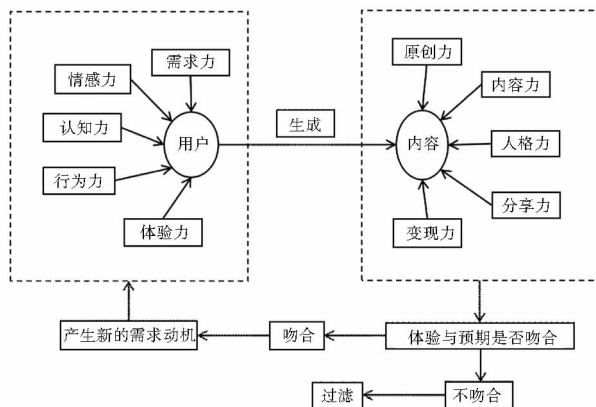 需求力
情感力
认知力
行为力
体验力
用户
生成
原创力
内容力
人格力
分享力
变现力
内容
体验与预期是否吻合
吻合
产生新的需求动机
不吻合
过滤